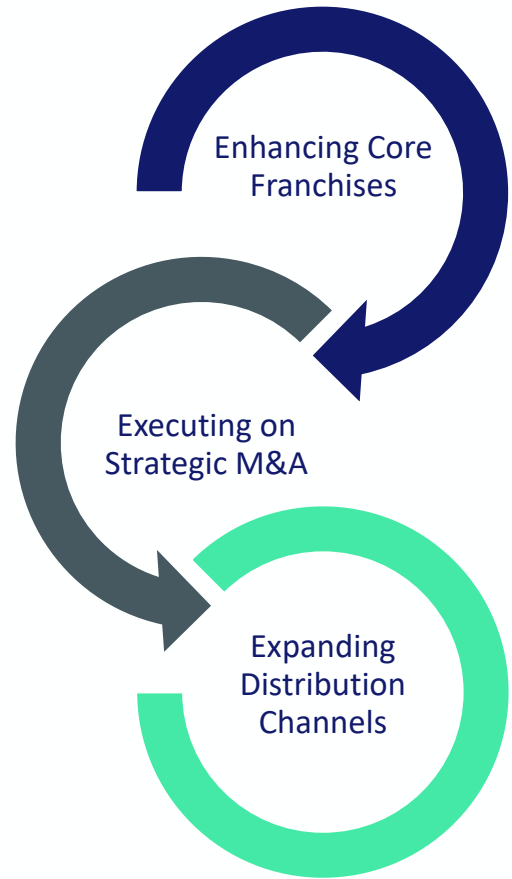 Enhancing Core
Franchises
Executing on
Strategic M&A
Expanding
Distribution
Channels